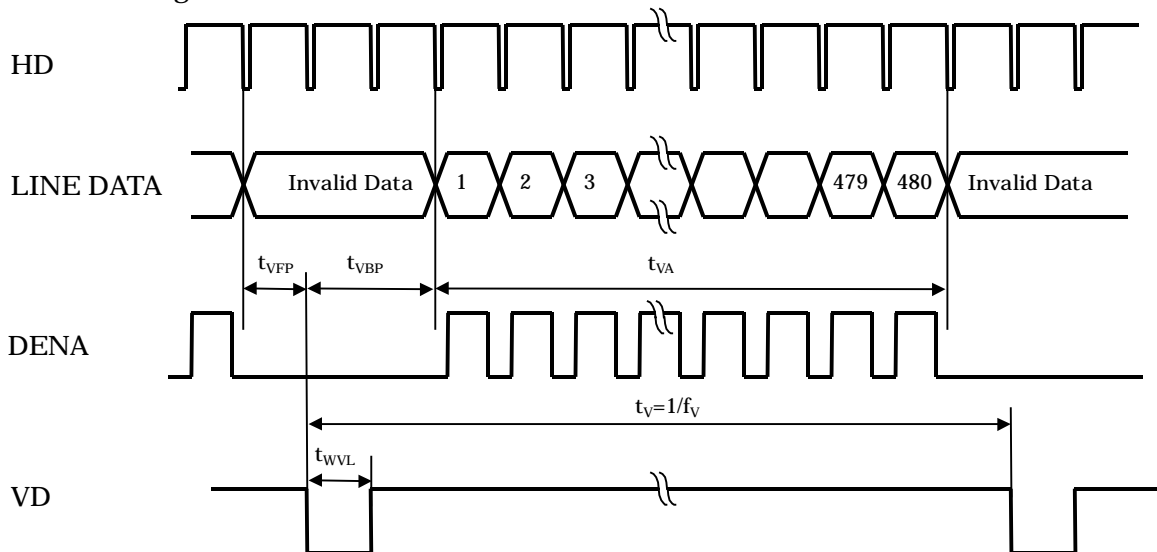 HD
LINE DATA
Invalid Data
1
2
3
479
480
Invalid Data
tVFP
tVBP
tVA
DENA
tV=1/fV
tWVL
VD